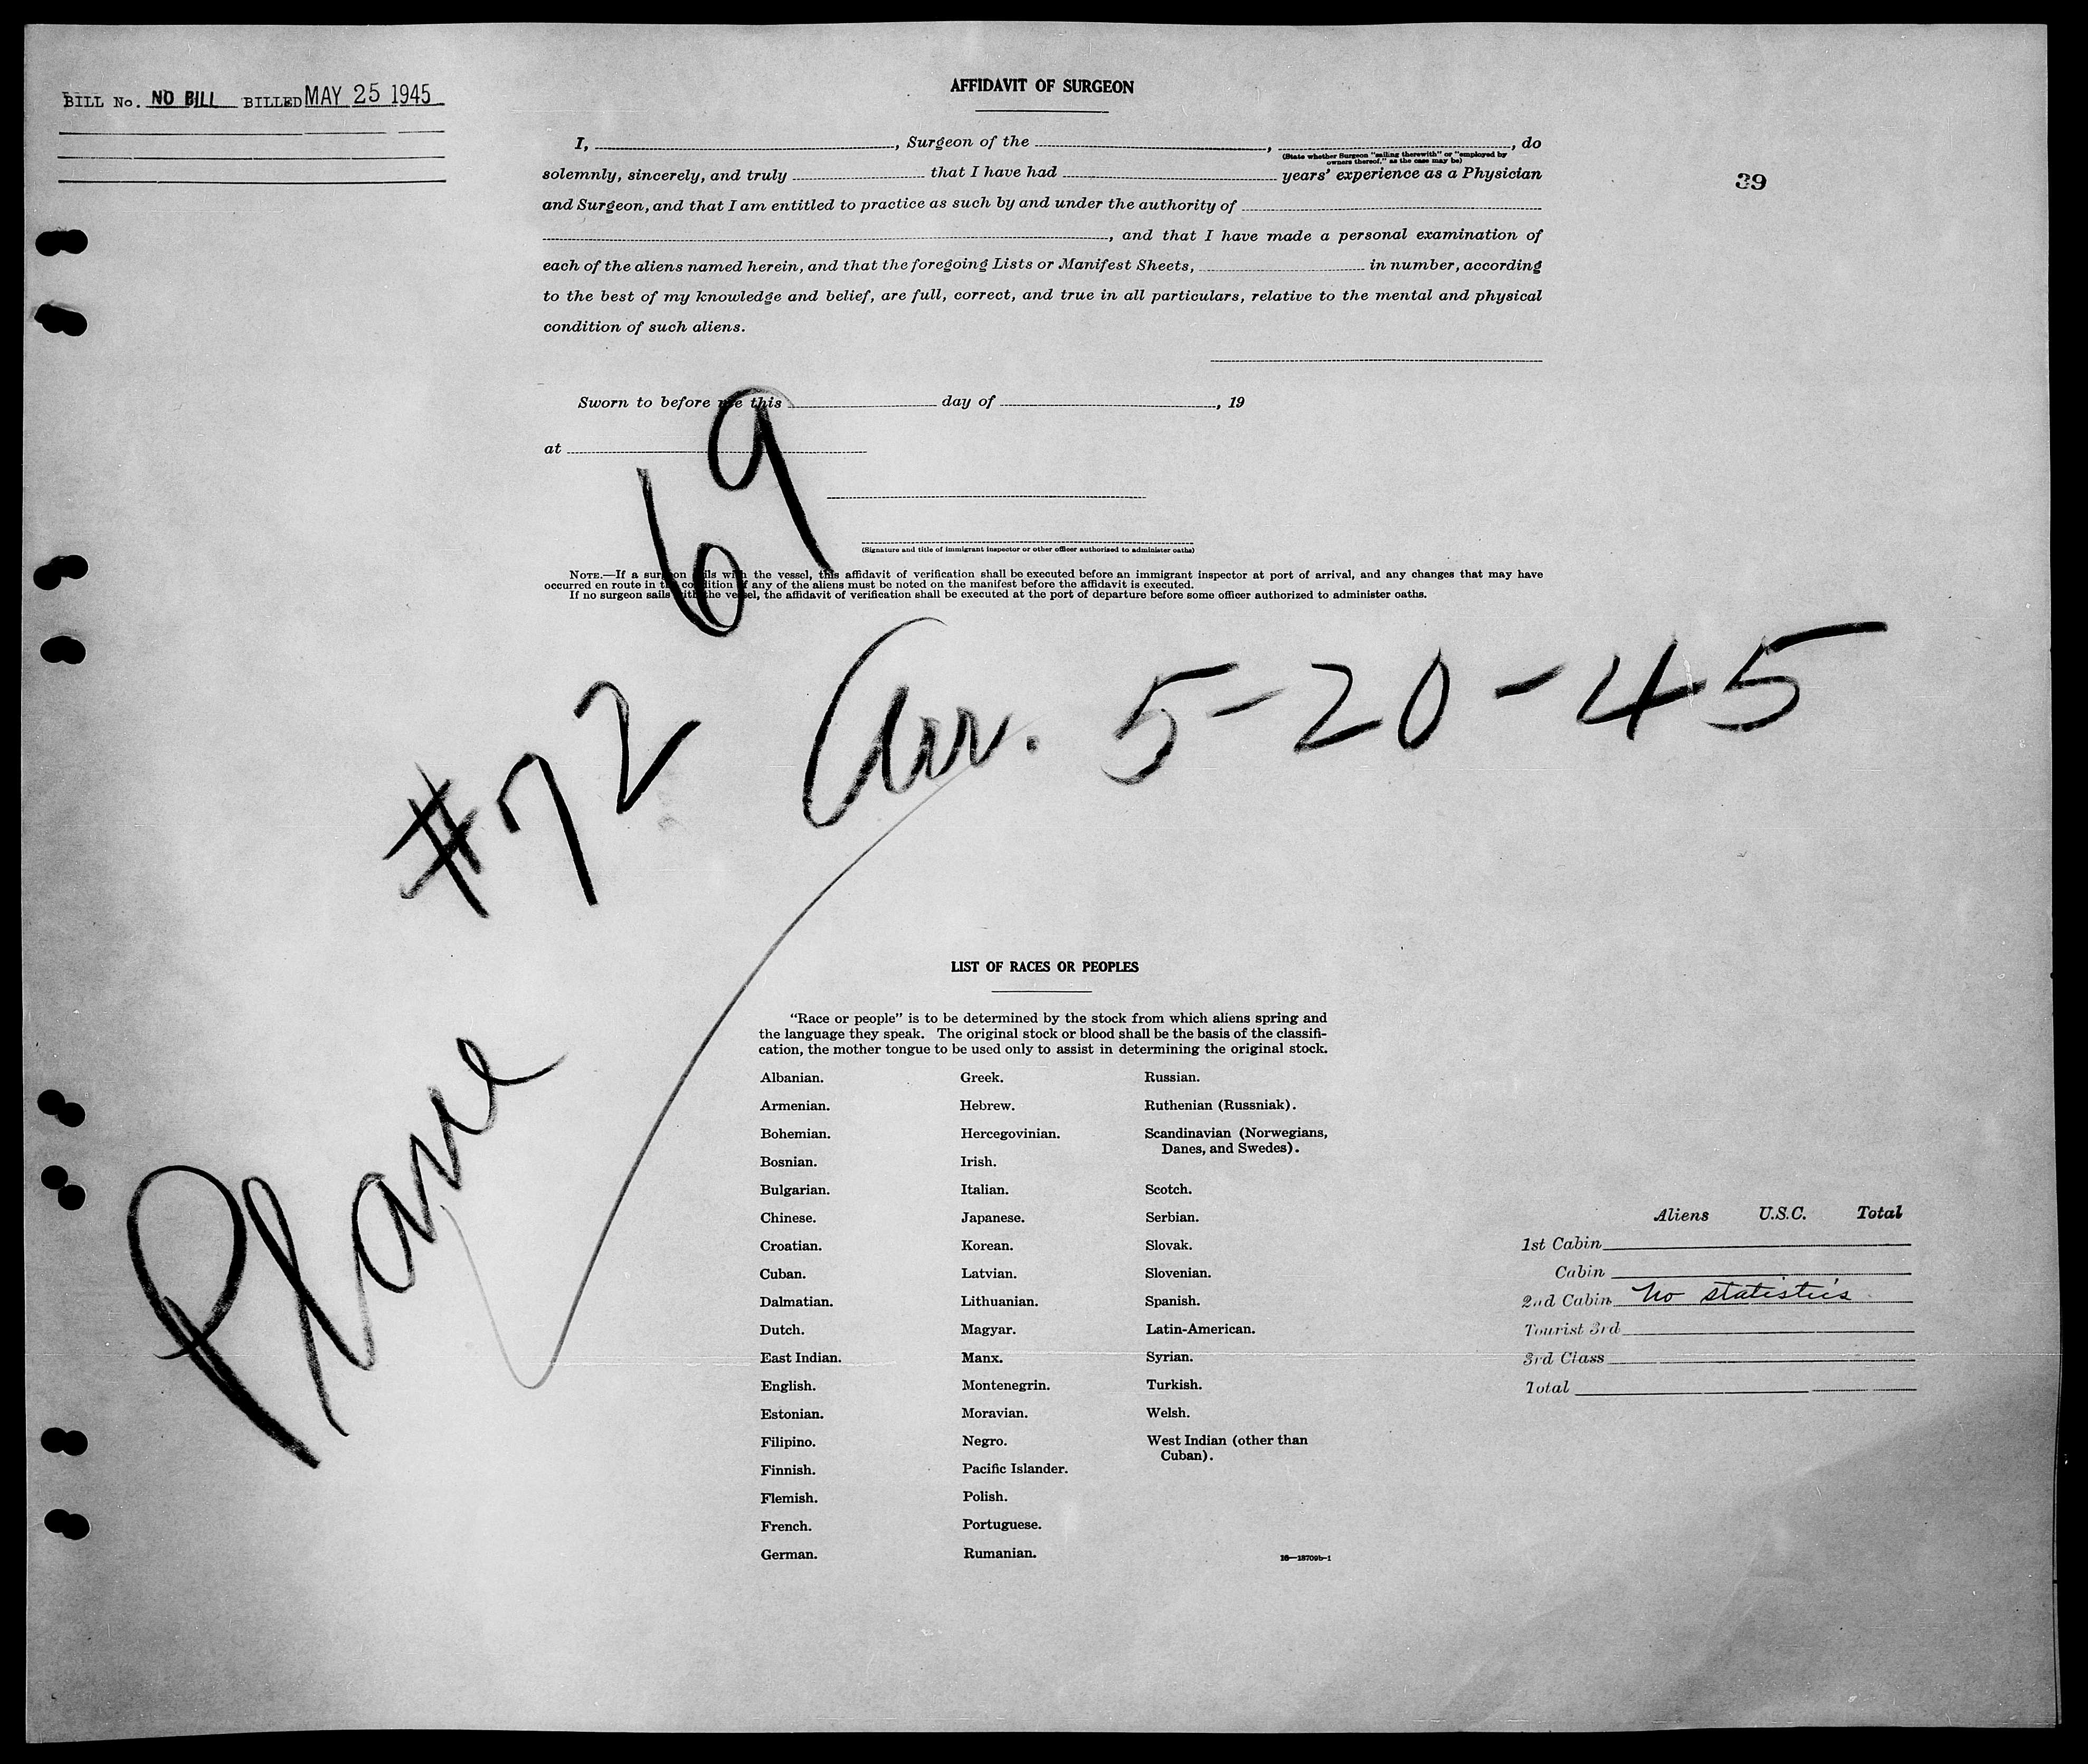 BILL No. NO BILL BILLED MAY 25 1945
AFFIDAVIT OF SURGEON
39
I, , Surgeon of the , , do
(State whether Surgeon "sailing therewith" or "employed by
owners thereof," as the case may be)
solemnly, sincerely, and truly that I have had years' experience as a Physician
and Surgeon, and that I am entitled to practice as such by and under the authority of
, and that I have made a personal examination of
each of the aliens named herein, and that the foregoing Lists or Manifest Sheets, in number, according
to the best of my knowledge and belief, are full, correct, and true in all particulars, relative to the mental and physical
condition of such aliens.
Sworn to before me this day of , 19
at
(Signature and title of immigrant inspector or other officer authorized to administer oaths)
NOTE.—If a surgeon sails with the vessel, this affidavit of verification shall be executed before an immigrant inspector at port of arrival, and any changes that may have
occurred en route in the condition of any of the aliens must be noted on the manifest before the affidavit is executed.
If no surgeon sails with the vessel, the affidavit of verification shall be executed at the port of departure before some officer authorized to administer oaths.
Plane #72 69
Arr. 5-20-45
LIST OF RACES OR PEOPLES
"Race or people" is to be determined by the stock from which aliens spring and
the language they speak. The original stock or blood shall be the basis of the classifi-
cation, the mother tongue to be used only to assist in determining the original stock.
Albanian. Greek. Russian.
Armenian. Hebrew. Ruthenian (Russniak).
Bohemian. Hercegovinian. Scandinavian (Norwegians,
Danes, and Swedes).
Bosnian. Irish.
Bulgarian. Italian. Scotch.
Chinese. Japanese. Serbian.
Croatian. Korean. Slovak.
Cuban. Latvian. Slovenian.
Dalmatian. Lithuanian. Spanish.
Dutch. Magyar. Latin-American.
East Indian. Manx. Syrian.
English. Montenegrin. Turkish.
Estonian. Moravian. Welsh.
Filipino. Negro. West Indian (other than
Cuban).
Finnish. Pacific Islander.
Flemish. Polish.
French. Portuguese.
German. Rumanian.
16—18709b-1
Aliens U.S.C. Total
1st Cabin
Cabin
2nd Cabin No statistics
Tourist 3rd
3rd Class
Total